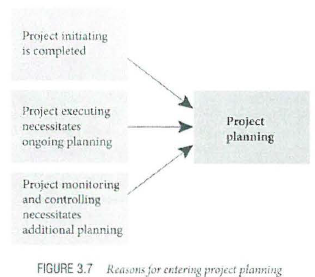 Project initiating
is completed
Project executing
necessitates
ongoing planning
Project monitoring
and controlling
necessitates
additional planning
Project
planning
FIGURE 3.7 Reasons for entering project planning